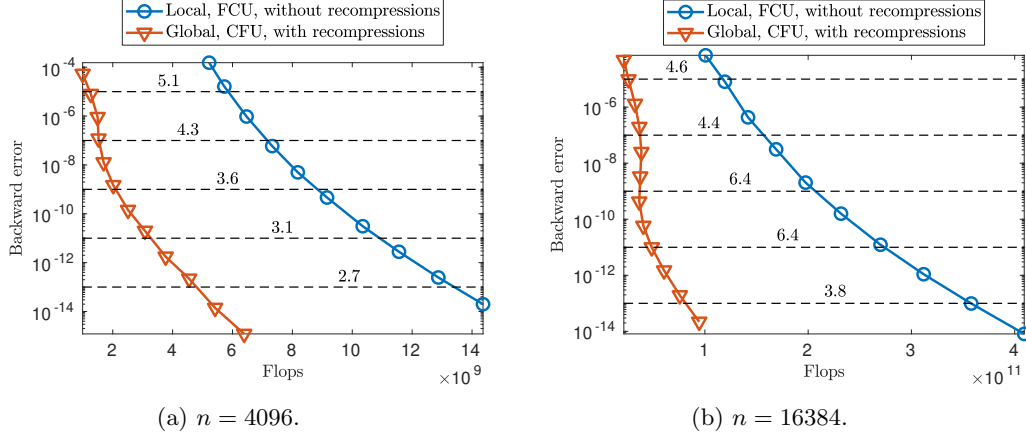 Local, FCU, without recompressions
Global, CFU, with recompressions
10^-4
10^-6
10^-8
10^-10
10^-12
10^-14
Backward error
5.1
4.3
3.6
3.1
2.7
2 4 6 8 10 12 14
Flops
×10^9
(a) n = 4096.
Local, FCU, without recompressions
Global, CFU, with recompressions
10^-6
10^-8
10^-10
10^-12
10^-14
Backward error
4.6
4.4
6.4
6.4
3.8
1 2 3 4
Flops
×10^11
(b) n = 16384.